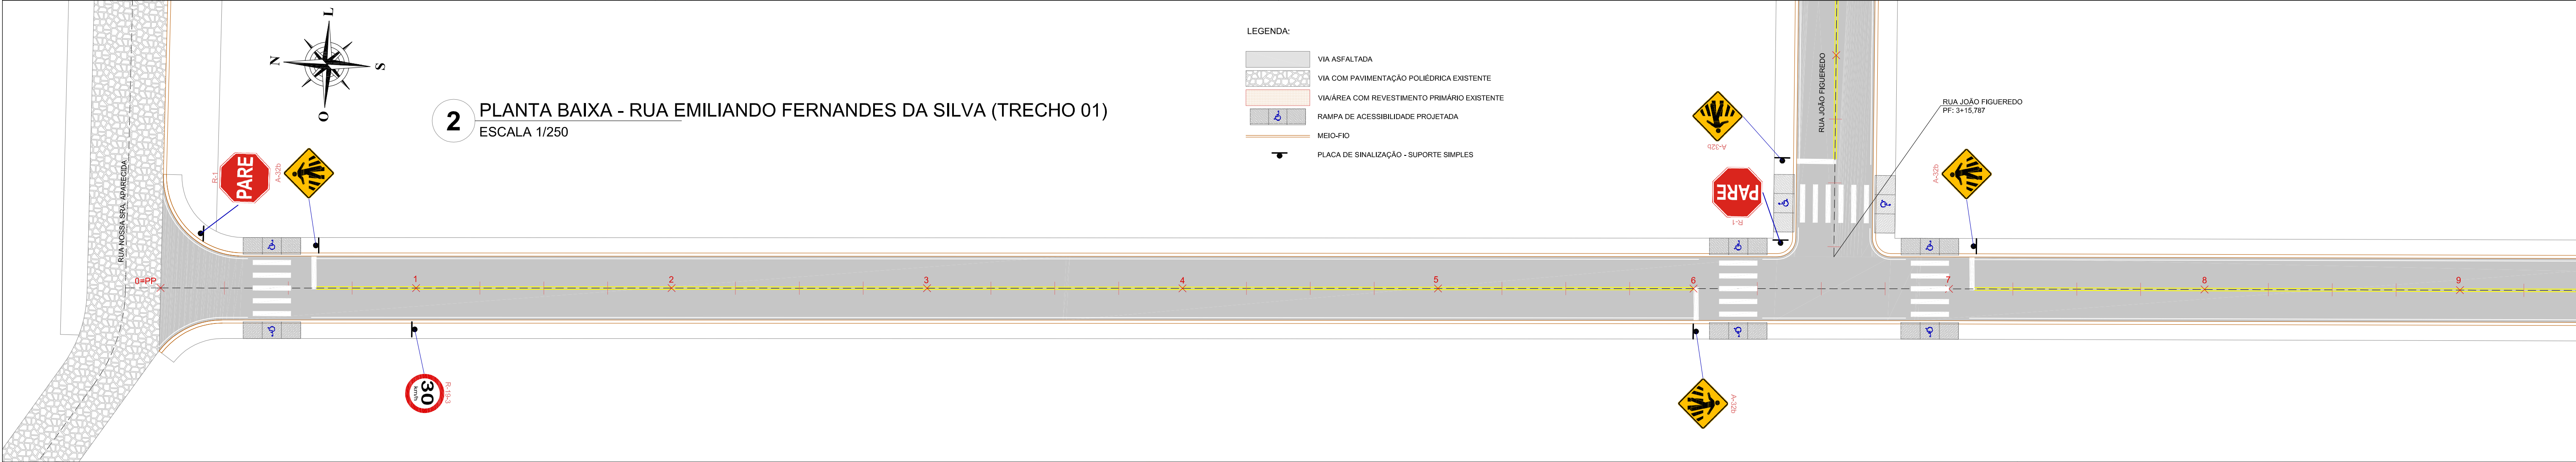 L
N
S
O
2
PLANTA BAIXA - RUA EMILIANDO FERNANDES DA SILVA (TRECHO 01)
ESCALA 1/250
LEGENDA:
VIA ASFALTADA
VIA COM PAVIMENTAÇÃO POLIÉDRICA EXISTENTE
VIA/ÁREA COM REVESTIMENTO PRIMÁRIO EXISTENTE
RAMPA DE ACESSIBILIDADE PROJETADA
MEIO-FIO
PLACA DE SINALIZAÇÃO - SUPORTE SIMPLES
RUA NOSSA SRA. APARECIDA
R-1
PARE
A-32b
A-32b
RUA JOÃO FIGUEREDO
RUA JOÃO FIGUEREDO
PF: 3+15,787
PARE
R-1
A-32b
0=PP
1
2
3
4
5
6
7
8
9
30
km/h
R-19-3
A-32b